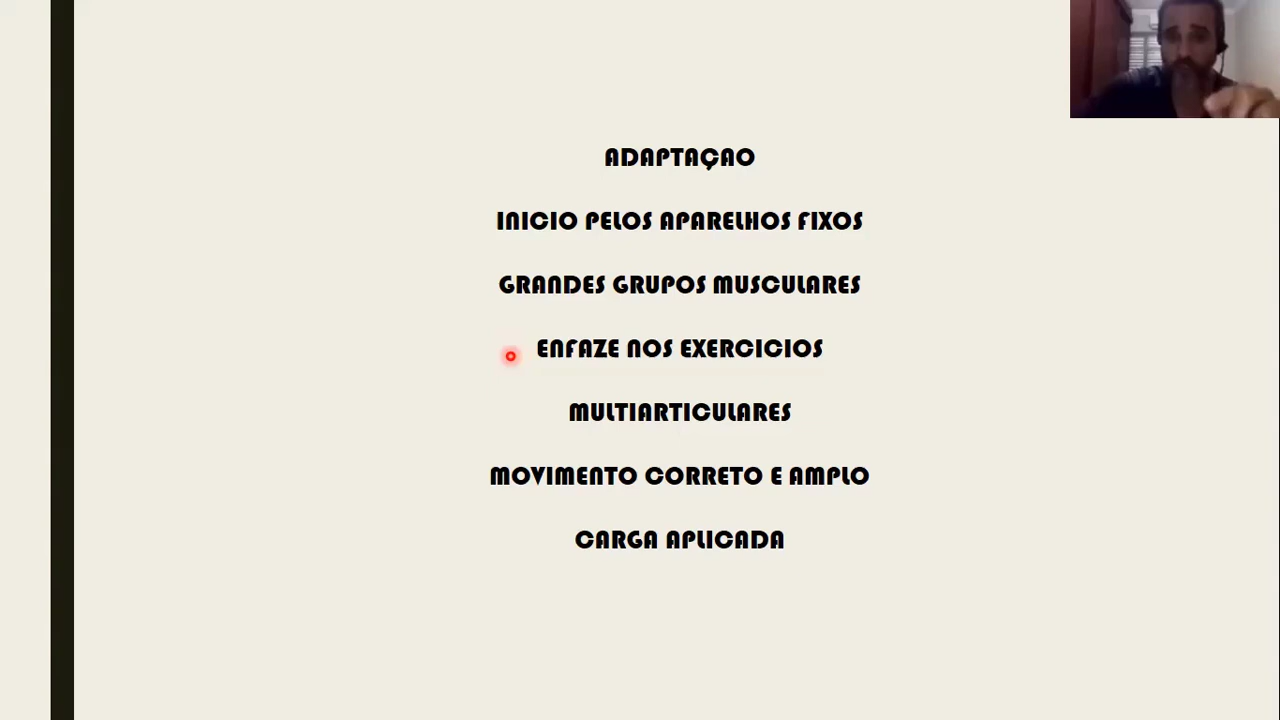 ADAPTAÇAO
INICIO PELOS APARELHOS FIXOS
GRANDES GRUPOS MUSCULARES
ENFAZE NOS EXERCICIOS
MULTIARTICULARES
MOVIMENTO CORRETO E AMPLO
CARGA APLICADA